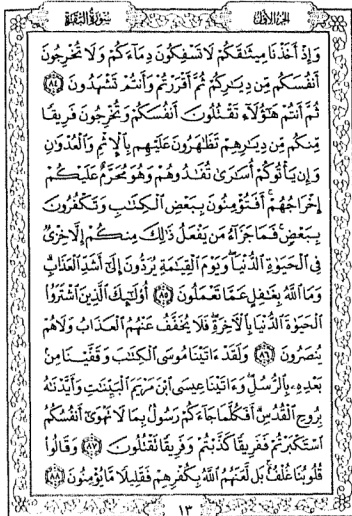 الجزء الأول
سورة البقرة
وَإِذْ أَخَذْنَا مِيثَٰقَكُمْ لَا تَسْفِكُونَ دِمَآءَكُمْ وَلَا تُخْرِجُونَ
أَنفُسَكُم مِّن دِيَٰرِكُمْ ثُمَّ أَقْرَرْتُمْ وَأَنتُمْ تَشْهَدُونَ ٨٤
ثُمَّ أَنتُمْ هَٰٓؤُلَآءِ تَقْتُلُونَ أَنفُسَكُمْ وَتُخْرِجُونَ فَرِيقًا
مِّنكُم مِّن دِيَٰرِهِمْ تَظَٰهَرُونَ عَلَيْهِم بِٱلْإِثْمِ وَٱلْعُدْوَٰنِ
وَإِن يَأْتُوكُمْ أُسَٰرَىٰ تُفَٰدُوهُمْ وَهُوَ مُحَرَّمٌ عَلَيْكُمْ
إِخْرَاجُهُمْ أَفَتُؤْمِنُونَ بِبَعْضِ ٱلْكِتَٰبِ وَتَكْفُرُونَ
بِبَعْضٍ فَمَا جَزَآءُ مَن يَفْعَلُ ذَٰلِكَ مِنكُمْ إِلَّا خِزْىٌ
فِى ٱلْحَيَوٰةِ ٱلدُّنْيَا وَيَوْمَ ٱلْقِيَٰمَةِ يُرَدُّونَ إِلَىٰٓ أَشَدِّ ٱلْعَذَابِ
وَمَا ٱللَّهُ بِغَٰفِلٍ عَمَّا تَعْمَلُونَ ٨٥ أُو۟لَٰٓئِكَ ٱلَّذِينَ ٱشْتَرَوُا۟
ٱلْحَيَوٰةَ ٱلدُّنْيَا بِٱلْءَاخِرَةِ فَلَا يُخَفَّفُ عَنْهُمُ ٱلْعَذَابُ وَلَا هُمْ
يُنصَرُونَ ٨٦ وَلَقَدْ ءَاتَيْنَا مُوسَى ٱلْكِتَٰبَ وَقَفَّيْنَا مِنۢ
بَعْدِهِۦ بِٱلرُّسُلِ وَءَاتَيْنَا عِيسَى ٱبْنَ مَرْيَمَ ٱلْبَيِّنَٰتِ وَأَيَّدْنَٰهُ
بِرُوحِ ٱلْقُدُسِ أَفَكُلَّمَا جَآءَكُمْ رَسُولٌۢ بِمَا لَا تَهْوَىٰٓ أَنفُسُكُمُ
ٱسْتَكْبَرْتُمْ فَفَرِيقًا كَذَّبْتُمْ وَفَرِيقًا تَقْتُلُونَ ٨٧ وَقَالُوا۟
قُلُوبُنَا غُلْفٌۢ بَل لَّعَنَهُمُ ٱللَّهُ بِكُفْرِهِمْ فَقَلِيلًا مَّا يُؤْمِنُونَ ٨٨
١٣